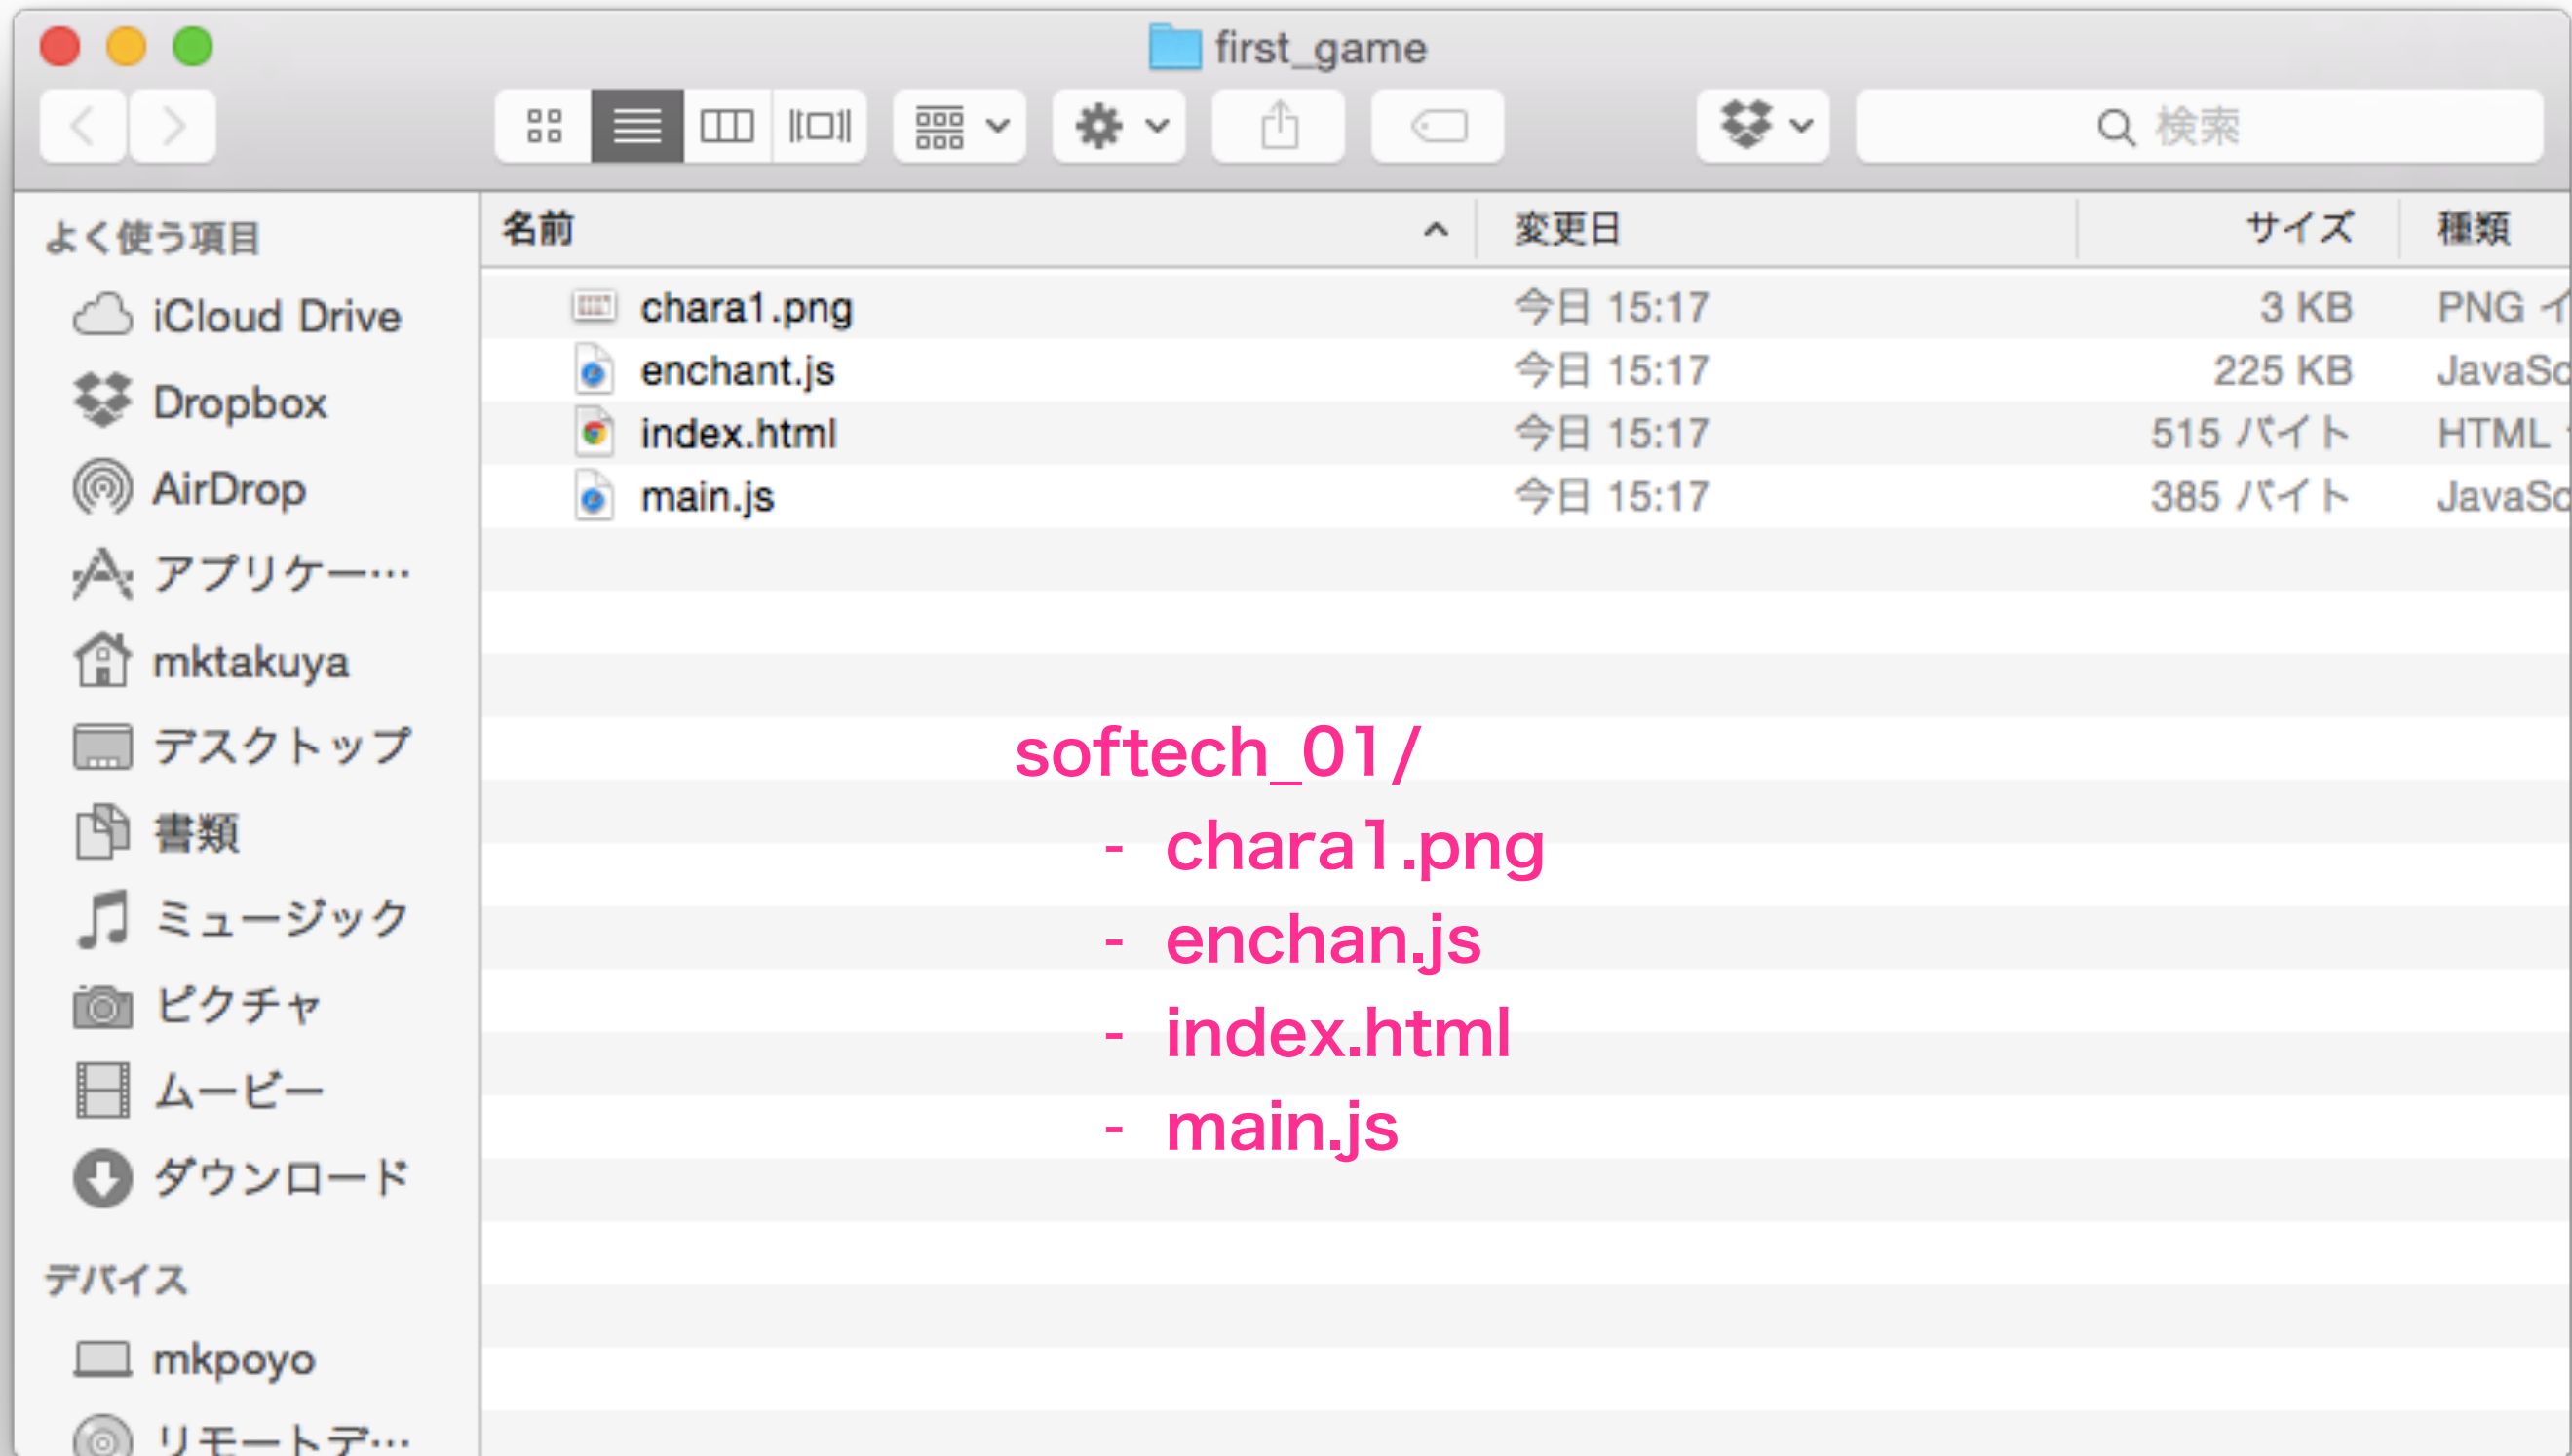 first_game
検索
よく使う項目
iCloud Drive
Dropbox
AirDrop
アプリケー…
mktakuya
デスクトップ
書類
ミュージック
ピクチャ
ムービー
ダウンロード
デバイス
mkpoyo
リモートデ…
名前 変更日 サイズ 種類
chara1.png 今日 15:17 3 KB PNG イ
enchant.js 今日 15:17 225 KB JavaSc
index.html 今日 15:17 515 バイト HTML
main.js 今日 15:17 385 バイト JavaSc
softech_01/
- chara1.png
- enchan.js
- index.html
- main.js